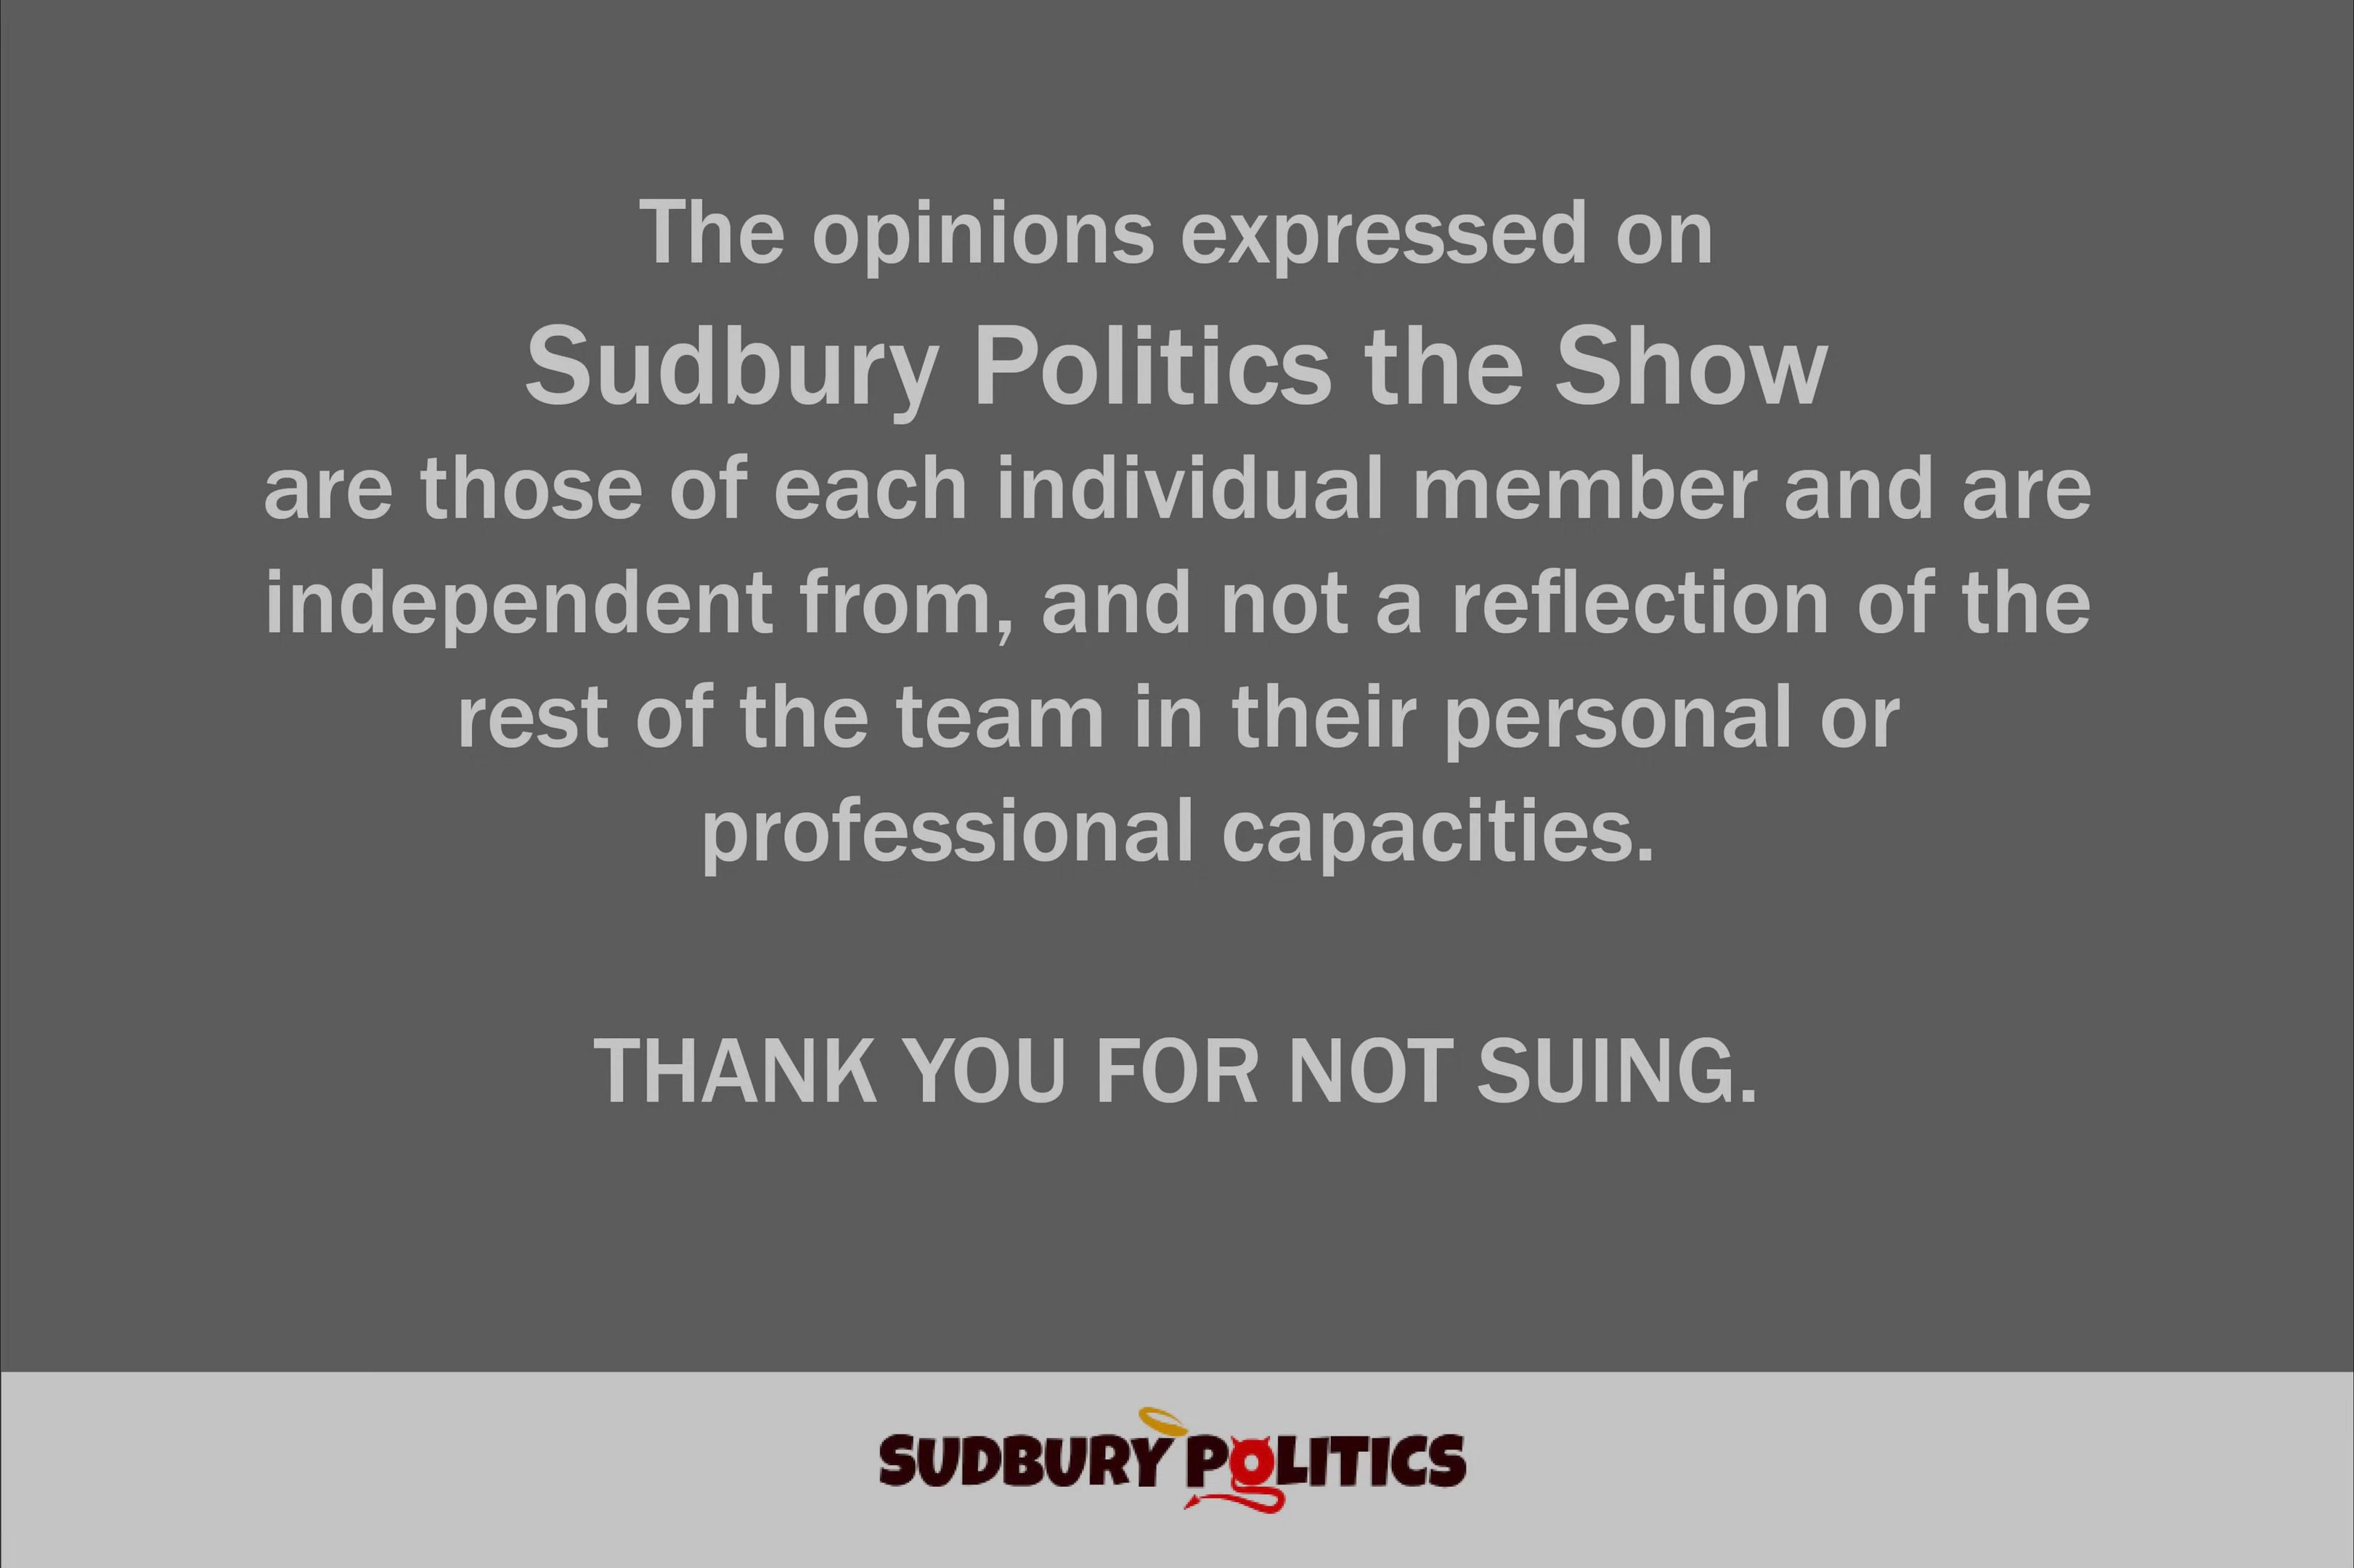 The opinions expressed on
Sudbury Politics the Show
are those of each individual member and are
independent from, and not a reflection of the
rest of the team in their personal or
professional capacities.
THANK YOU FOR NOT SUING.
SUDBURY POLITICS